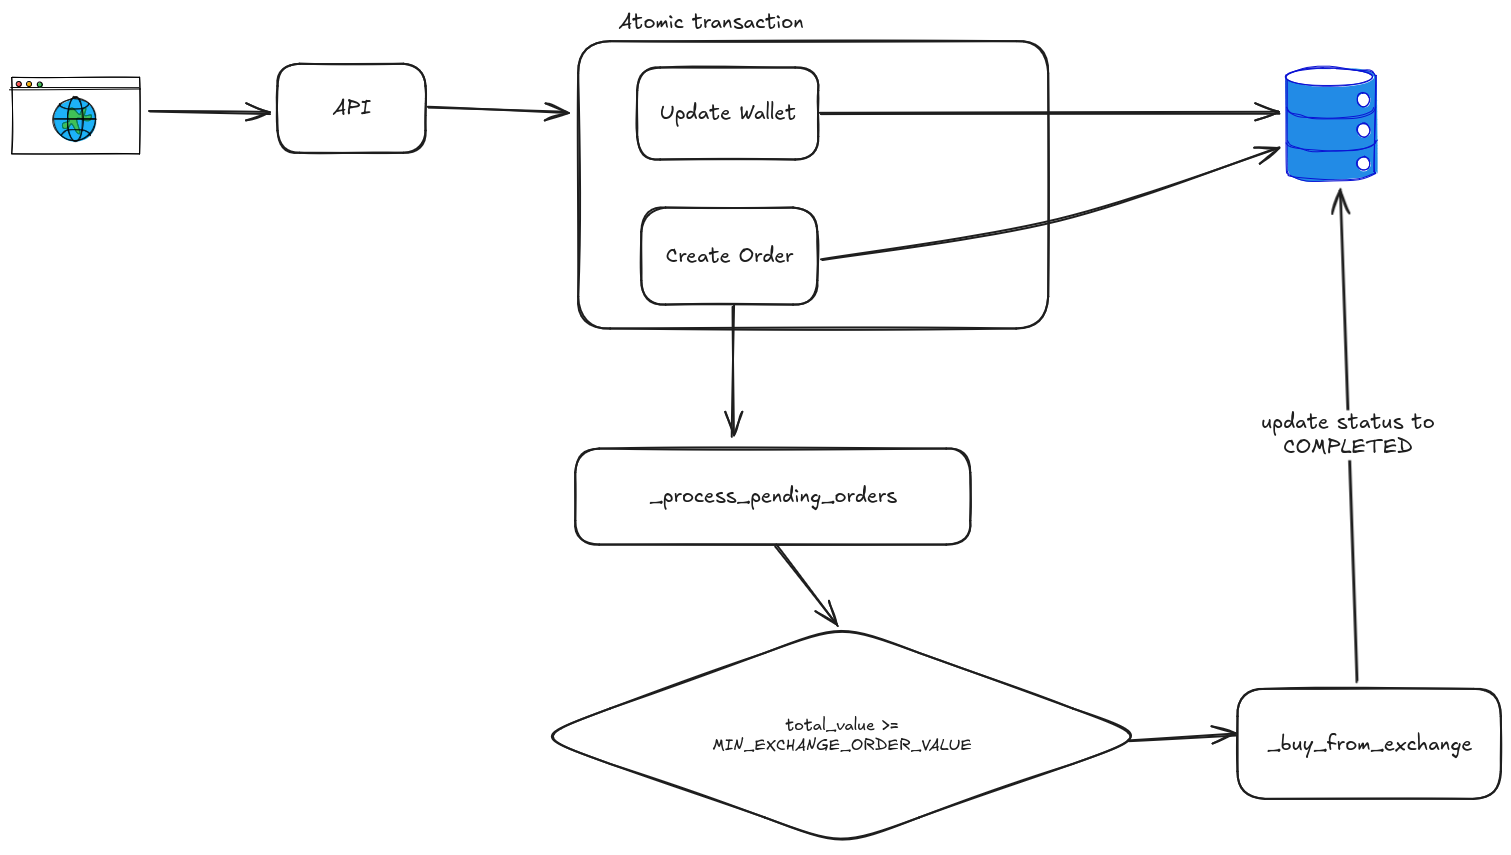 Atomic transaction
API
Update Wallet
Create Order
update status to
COMPLETED
_process_pending_orders
total_value >=
MIN_EXCHANGE_ORDER_VALUE
_buy_from_exchange